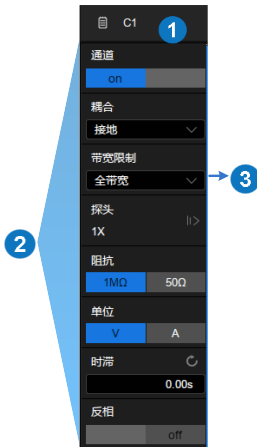 C1
1
通道
on
耦合
接地
带宽限制
全带宽
3
探头
1X
2
阻抗
1MΩ 50Ω
单位
V A
时滞
0.00s
反相
off